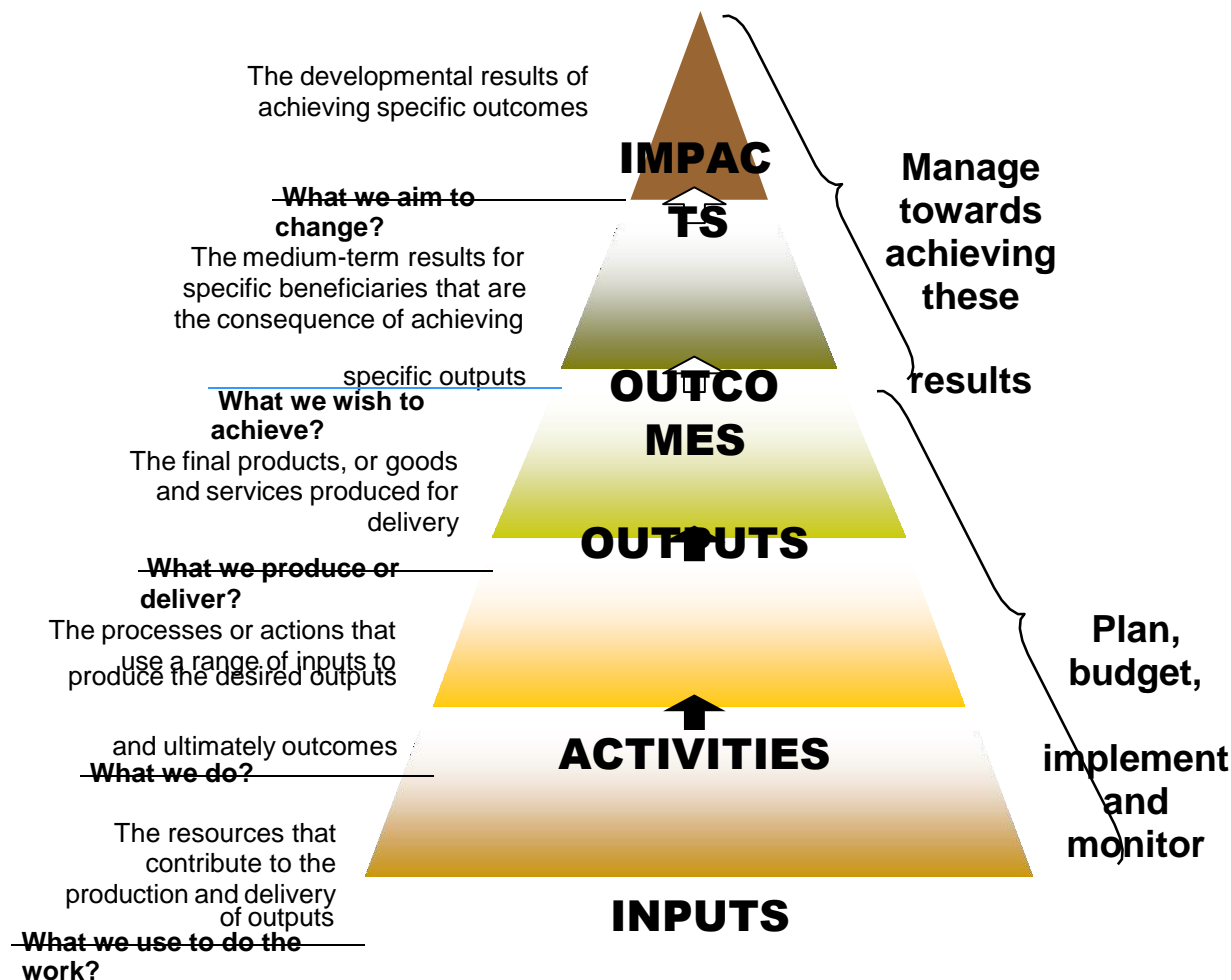 The developmental results of
achieving specific outcomes
IMPAC
TS
What we aim to
change?
The medium-term results for
specific beneficiaries that are
the consequence of achieving
specific outputs
OUTCO
MES
What we wish to
achieve?
The final products, or goods
and services produced for
delivery
OUTPUTS
What we produce or
deliver?
The processes or actions that
use a range of inputs to
produce the desired outputs
and ultimately outcomes
ACTIVITIES
What we do?
The resources that
contribute to the
production and delivery
of outputs
INPUTS
What we use to do the
work?
Manage
towards
achieving
these
results
Plan,
budget,
implement
and
monitor